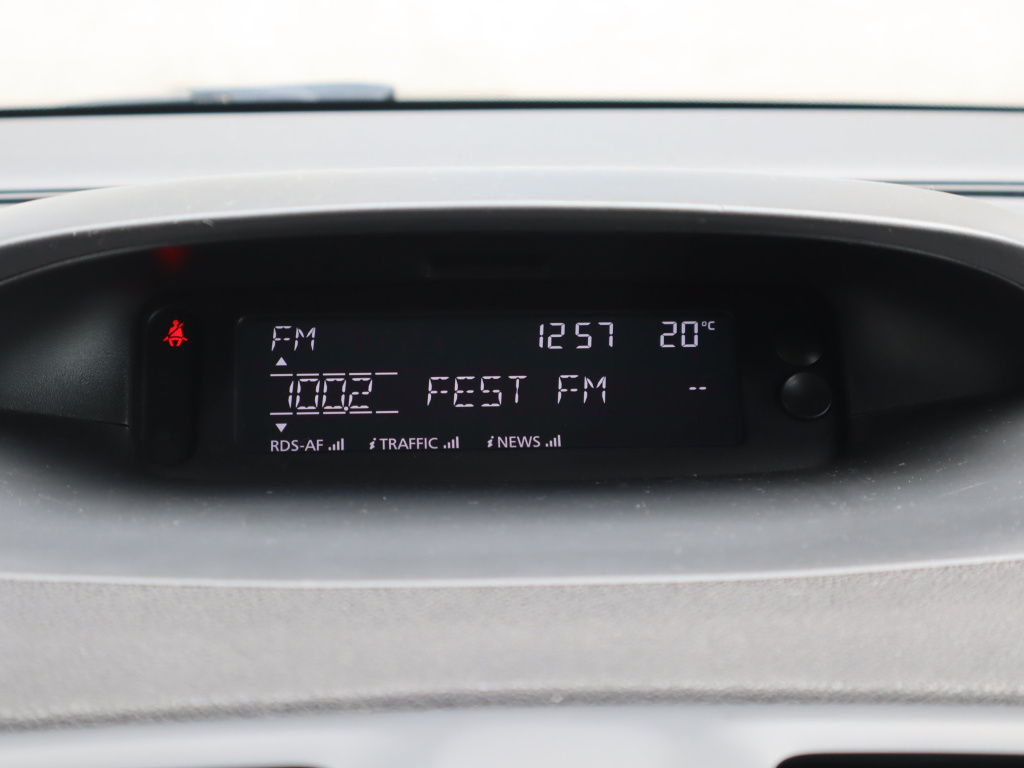 FM 12 57 20°C
100.2 FEST FM --
RDS-AF i TRAFFIC i NEWS